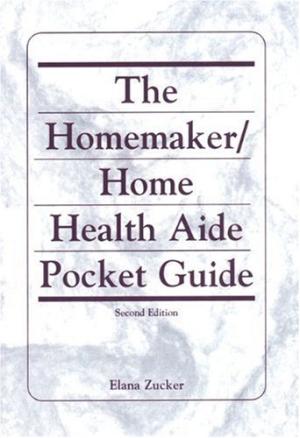 The
Homemaker/
Home
Health Aide
Pocket Guide
Second Edition
Elana Zucker